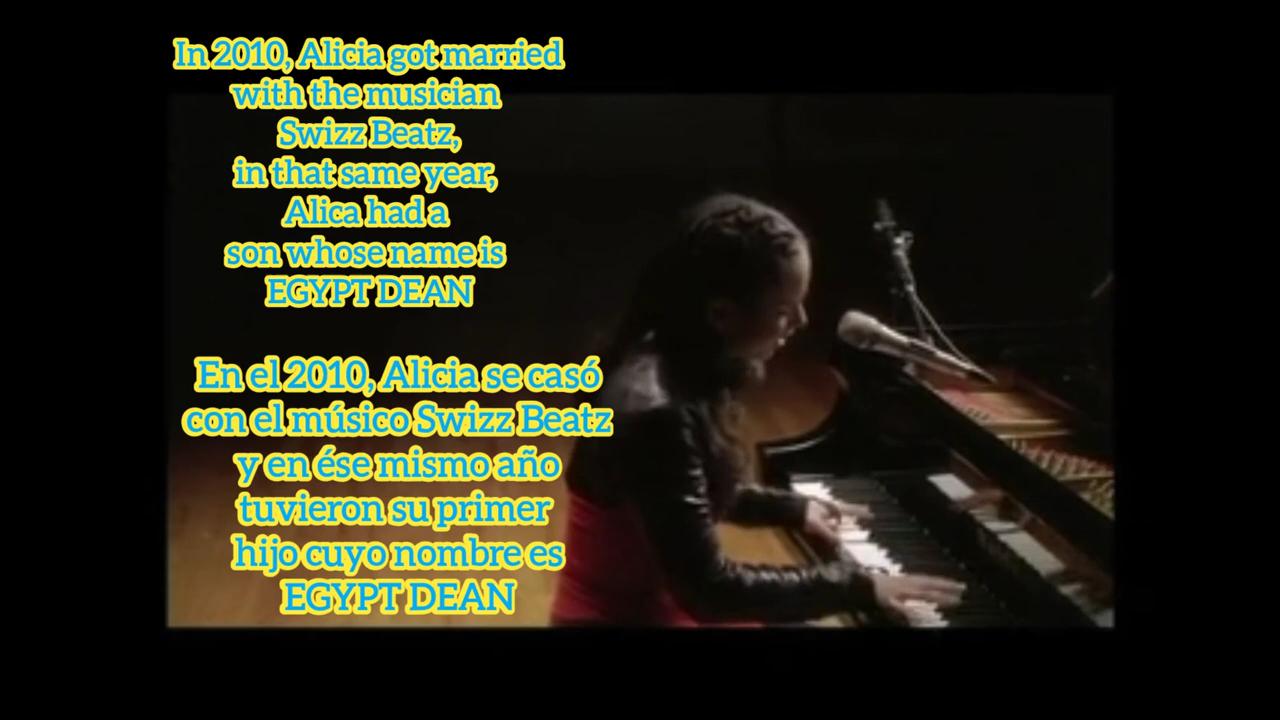 In 2010, Alicia got married
with the musician
Swizz Beatz,
in that same year,
Alica had a
son whose name is
EGYPT DEAN
En el 2010, Alicia se casó
con el músico Swizz Beatz
y en ése mismo año
tuvieron su primer
hijo cuyo nombre es
EGYPT DEAN